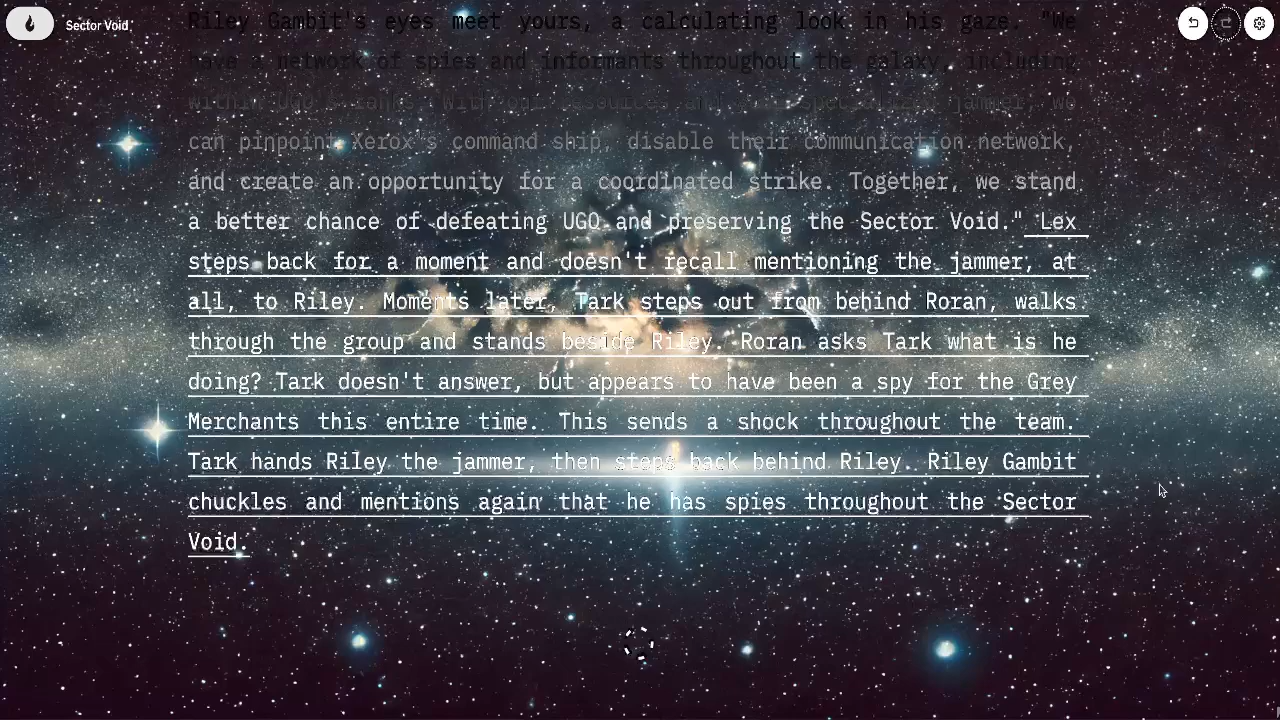 Sector Void
Riley Gambit's eyes meet yours, a calculating look in his gaze. "We
have a network of spies and informants throughout the galaxy, including
within UGO's ranks. With our resources and
can pinpoint Xerox's command ship, disable their communication network,
and create an opportunity for a coordinated strike. Together, we stand
a better chance of defeating UGO and preserving the Sector Void." Lex
steps back for a moment and doesn't recall mentioning the jammer, at
all, to Riley. Moments later, Tark steps out from behind Roran, walks
through the group and stands beside Riley. Roran asks Tark what is he
doing? Tark doesn't answer, but appears to have been a spy for the Grey
Merchants this entire time. This sends a shock throughout the team.
Tark hands Riley the jammer, then steps back behind Riley. Riley Gambit
chuckles and mentions again that he has spies throughout the Sector
Void.